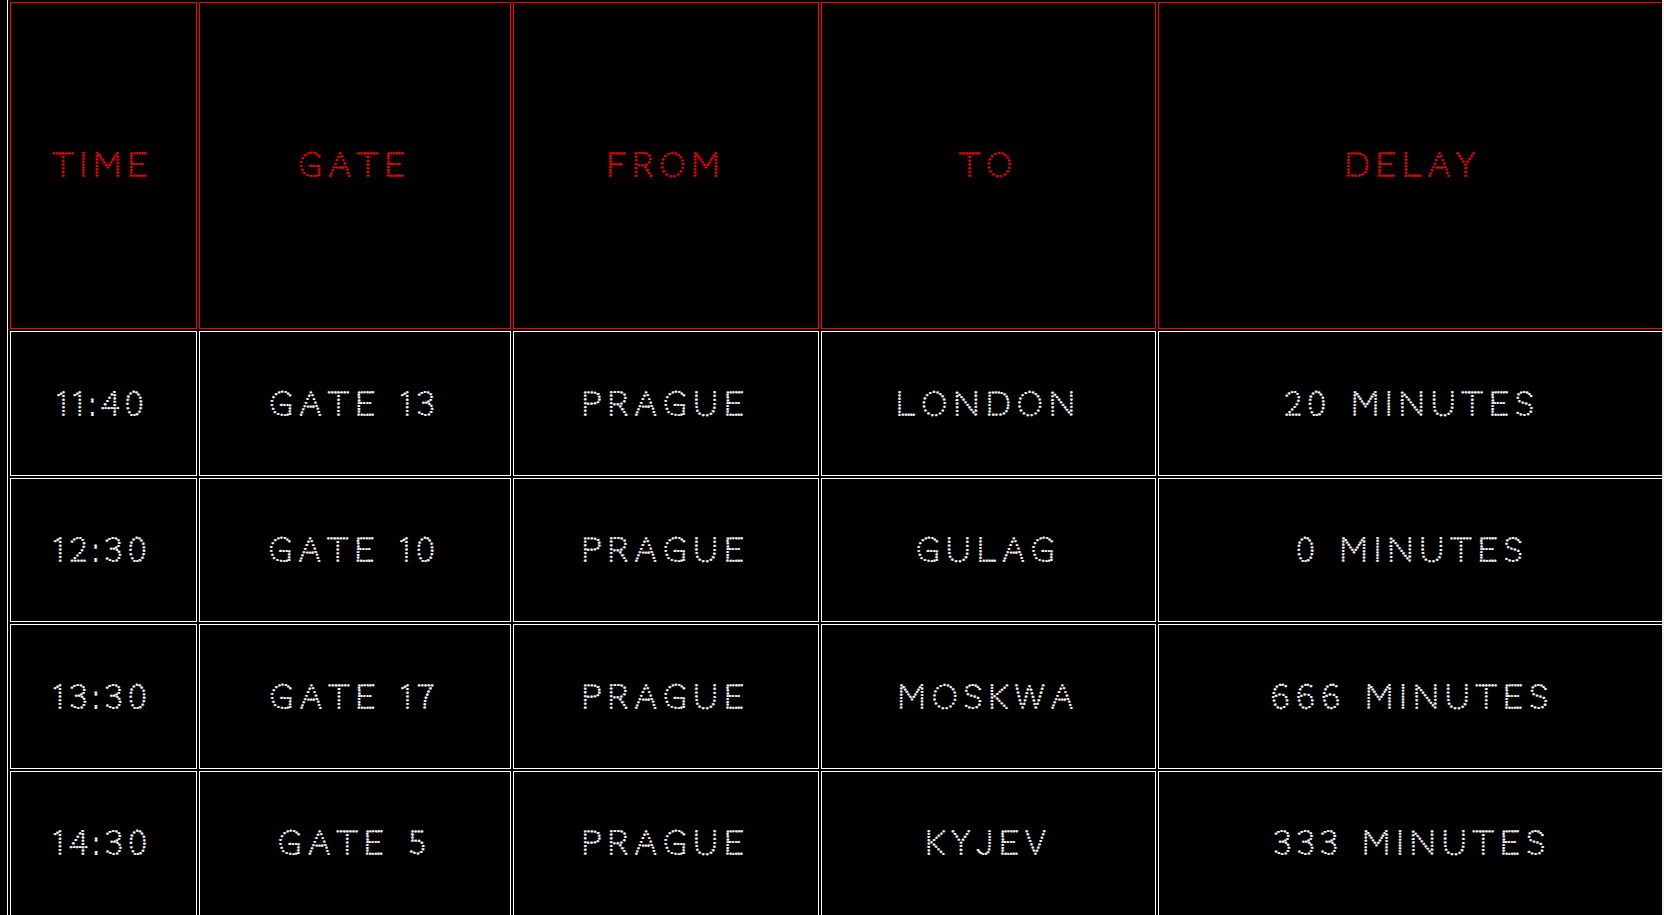 TIME GATE FROM TO DELAY
11:40 GATE 13 PRAGUE LONDON 20 MINUTES
12:30 GATE 10 PRAGUE GULAG 0 MINUTES
13:30 GATE 17 PRAGUE MOSKWA 666 MINUTES
14:30 GATE 5 PRAGUE KYJEV 333 MINUTES